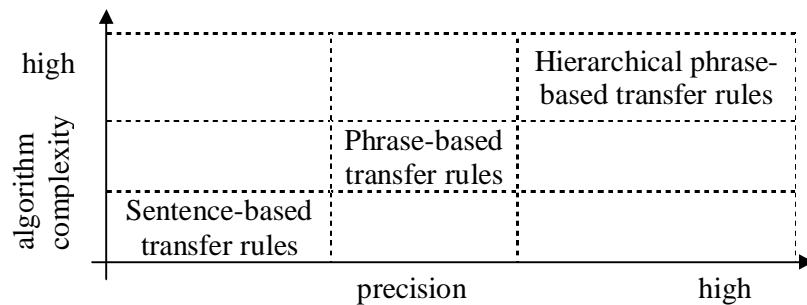 high
Hierarchical phrase-
based transfer rules
algorithm
complexity
Phrase-based
transfer rules
Sentence-based
transfer rules
precision
high